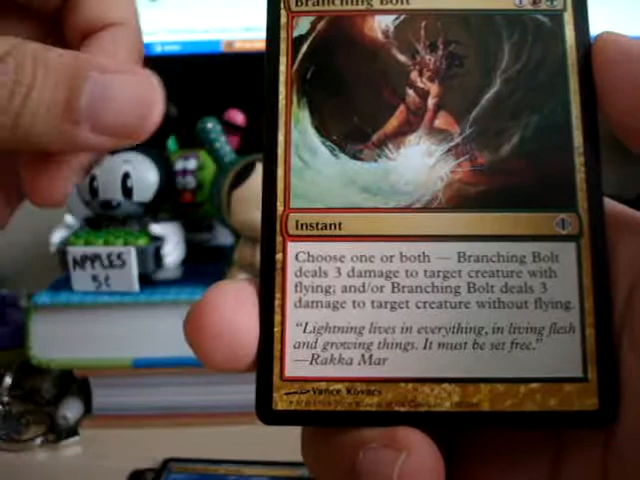 Branching Bolt
Instant
Choose one or both — Branching Bolt
deals 3 damage to target creature with
flying; and/or Branching Bolt deals 3
damage to target creature without flying.
"Lightning lives in everything, in living flesh
and growing things. It must be set free."
—Rakka Mar
Vance Kovacs
APPLES
5¢